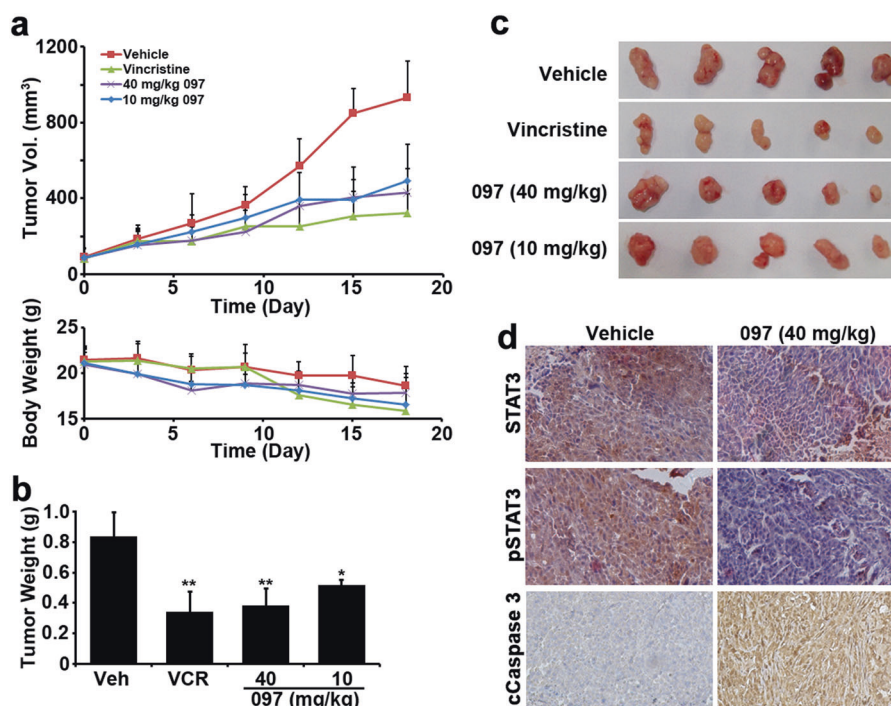 a
Tumor Vol. (mm³)
1200
800
400
0
Vehicle
Vincristine
40 mg/kg 097
10 mg/kg 097
0 5 10 15 20
Time (Day)
Body Weight (g)
25
20
15
0 5 10 15 20
Time (Day)
b
Tumor Weight (g)
1.0
0.8
0.6
0.4
0.2
0
** ** *
Veh VCR 40 10
097 (mg/kg)
c
Vehicle
Vincristine
097 (40 mg/kg)
097 (10 mg/kg)
d
Vehicle 097 (40 mg/kg)
STAT3
pSTAT3
cCaspase 3